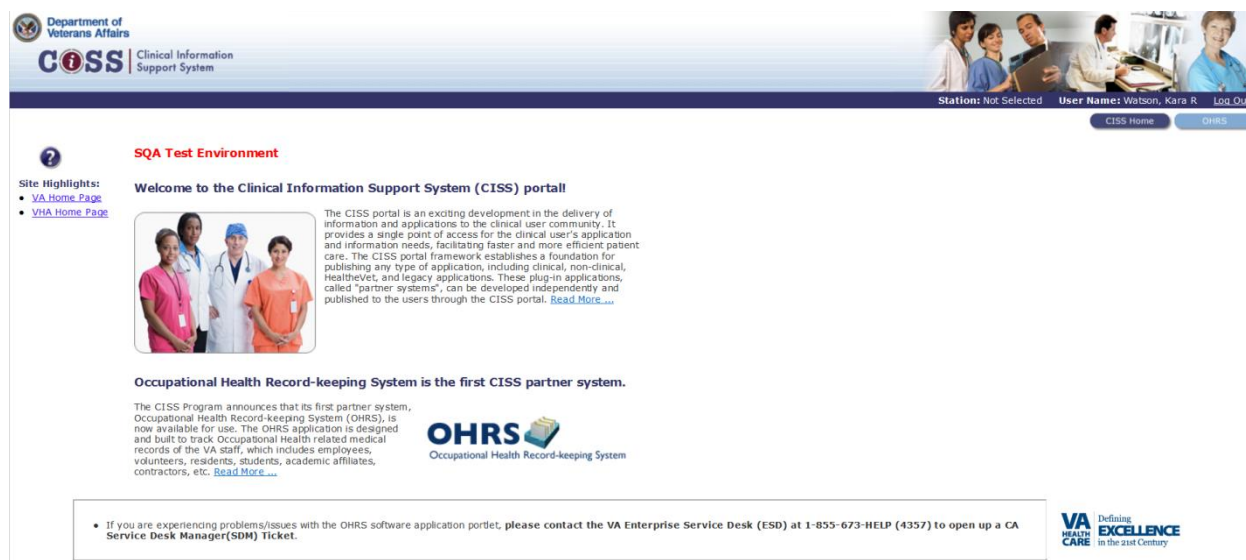 Department of
Veterans Affairs
CiSS Clinical Information
Support System
Station: Not Selected User Name: Watson, Kara R Log Ou
CISS Home OHRS
SQA Test Environment
Site Highlights:
• VA Home Page
• VHA Home Page
Welcome to the Clinical Information Support System (CISS) portal!
The CISS portal is an exciting development in the delivery of
information and applications to the clinical user community. It
provides a single point of access for the clinical user's application
and information needs, facilitating faster and more efficient patient
care. The CISS portal framework establishes a foundation for
publishing any type of application, including clinical, non-clinical,
HealtheVet, and legacy applications. These plug-in applications,
called "partner systems", can be developed independently and
published to the users through the CISS portal. Read More ...
Occupational Health Record-keeping System is the first CISS partner system.
The CISS Program announces that its first partner system,
Occupational Health Record-keeping System (OHRS), is
now available for use. The OHRS application is designed
and built to track Occupational Health related medical
records of the VA staff, which includes employees,
volunteers, residents, students, academic affiliates,
contractors, etc. Read More ...
OHRS
Occupational Health Record-keeping System
• If you are experiencing problems/issues with the OHRS software application portlet, please contact the VA Enterprise Service Desk (ESD) at 1-855-673-HELP (4357) to open up a CA
Service Desk Manager(SDM) Ticket.
VA
HEALTH
CARE
Defining
EXCELLENCE
in the 21st Century